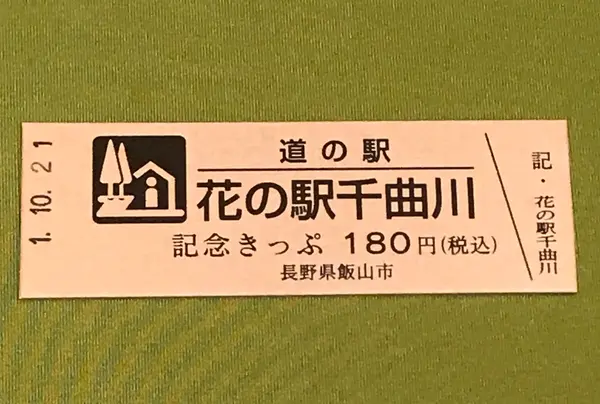 1.10.21
道の駅
花の駅千曲川
記念きっぷ 180円(税込)
長野県飯山市
記・花の駅千曲川